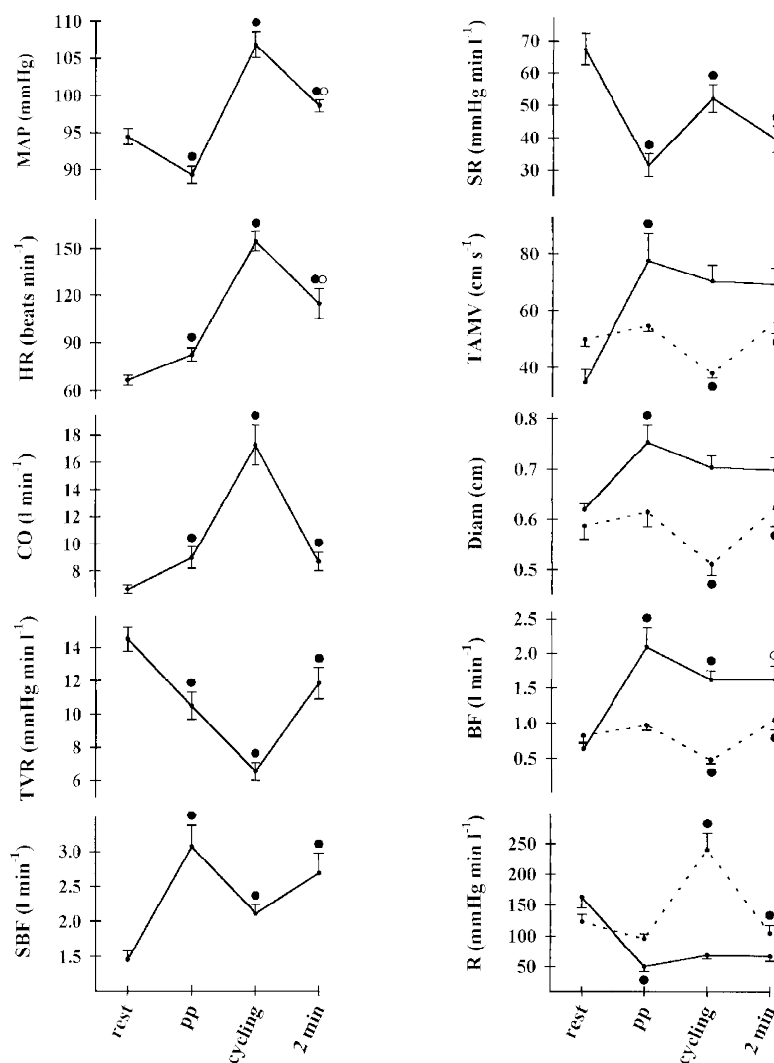 MAP (mmHg)
110
105
100
95
90
HR (beats min⁻¹)
150
120
90
60
CO (l min⁻¹)
18
16
14
12
10
8
6
TVR (mmHg min l⁻¹)
14
12
10
8
6
SBF (l min⁻¹)
3.0
2.5
2.0
1.5
rest
pp
cycling
2 min
SR (mmHg min l⁻¹)
70
60
50
40
30
TAMV (cm s⁻¹)
80
60
40
Diam (cm)
0.8
0.7
0.6
0.5
BF (l min⁻¹)
2.5
2.0
1.5
1.0
0.5
R (mmHg min l⁻¹)
250
200
150
100
50
rest
pp
cycling
2 min